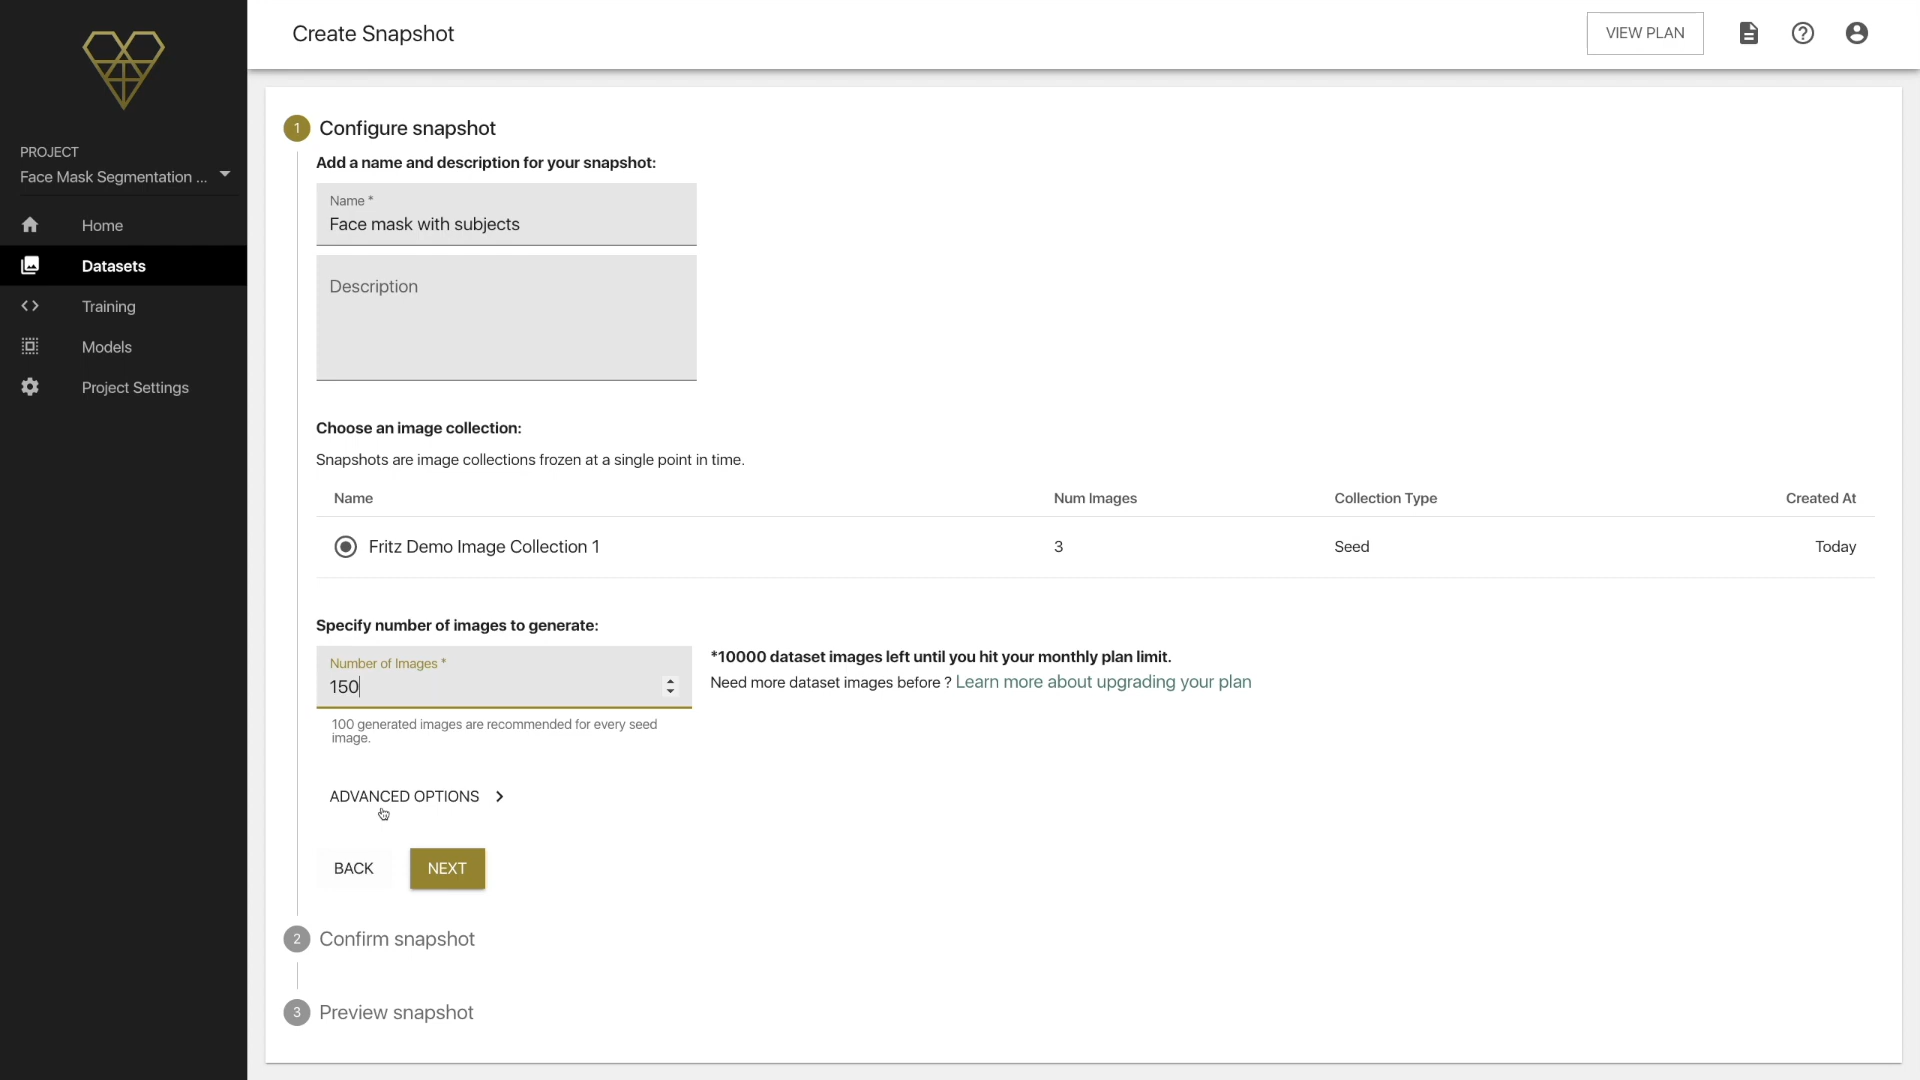 Create Snapshot
VIEW PLAN
PROJECT
Face Mask Segmentation ...
Home
Datasets
Training
Models
Project Settings
1 Configure snapshot
Add a name and description for your snapshot:
Name *
Face mask with subjects
Description
Choose an image collection:
Snapshots are image collections frozen at a single point in time.
Name Num Images Collection Type Created At
Fritz Demo Image Collection 1 3 Seed Today
Specify number of images to generate:
Number of Images *
150
*10000 dataset images left until you hit your monthly plan limit.
Need more dataset images before ? Learn more about upgrading your plan
100 generated images are recommended for every seed
image.
ADVANCED OPTIONS
BACK NEXT
2 Confirm snapshot
3 Preview snapshot